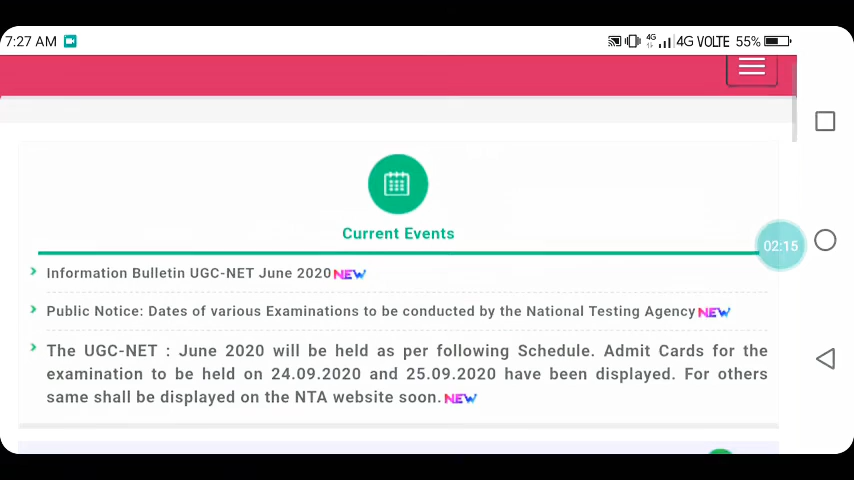 7:27 AM 4G 4G VOLTE 55%
Current Events
02:15
Information Bulletin UGC-NET June 2020 NEW
Public Notice: Dates of various Examinations to be conducted by the National Testing Agency NEW
The UGC-NET : June 2020 will be held as per following Schedule. Admit Cards for the
examination to be held on 24.09.2020 and 25.09.2020 have been displayed. For others
same shall be displayed on the NTA website soon. NEW